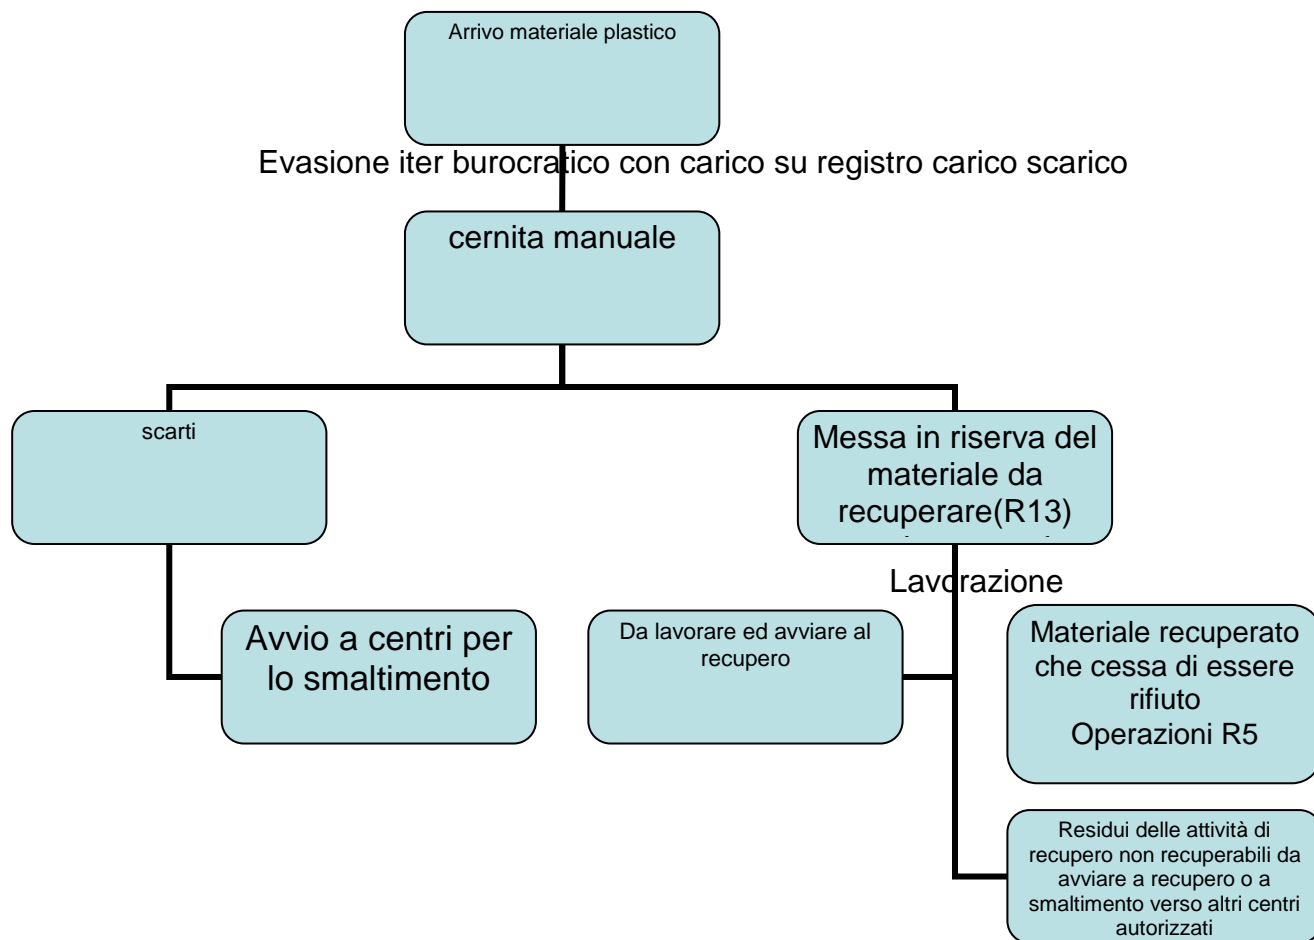 Arrivo materiale plastico
Evasione iter burocratico con carico su registro carico scarico
cernita manuale
scarti
Messa in riserva del
materiale da
recuperare(R13)
Lavorazione
Avvio a centri per
lo smaltimento
Da lavorare ed avviare al
recupero
Materiale recuperato
che cessa di essere
rifiuto
Operazioni R5
Residui delle attività di
recupero non recuperabili da
avviare a recupero o a
smaltimento verso altri centri
autorizzati